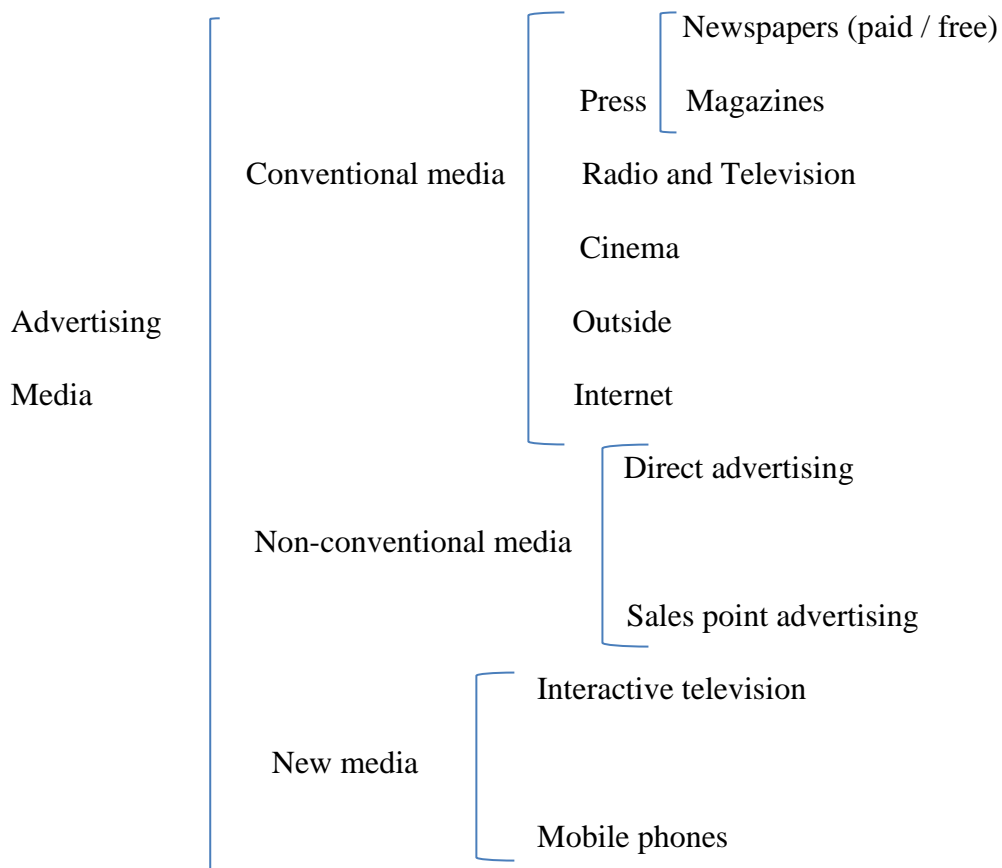 Newspapers (paid / free)
Press Magazines
Conventional media Radio and Television
Cinema
Advertising Outside
Media Internet
Direct advertising
Non-conventional media
Sales point advertising
Interactive television
New media
Mobile phones